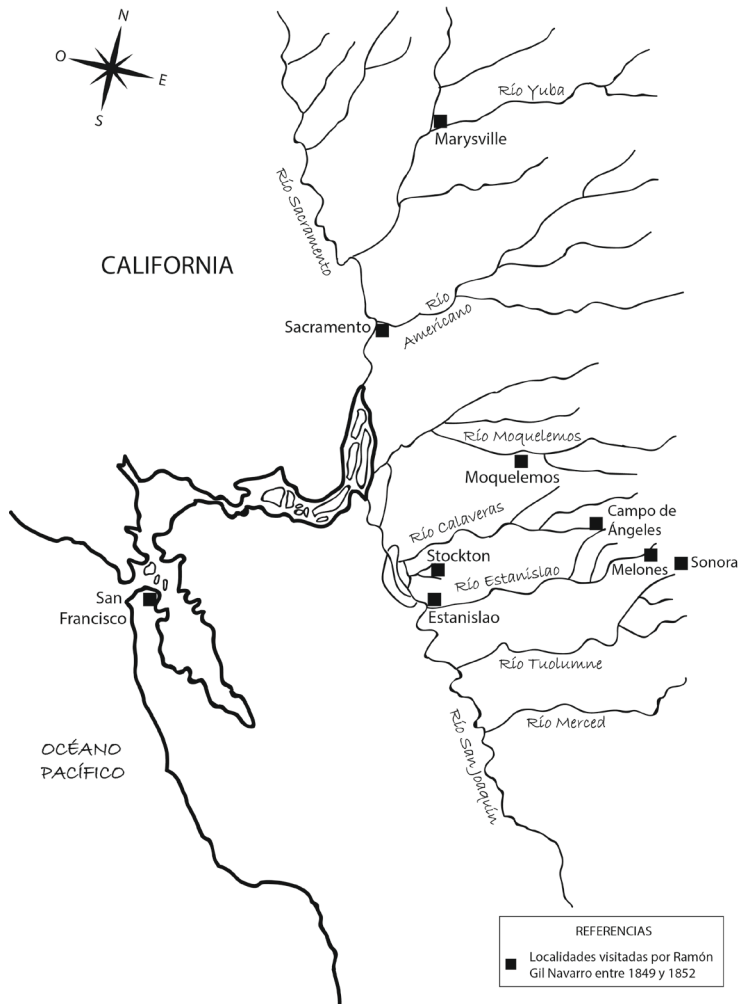 N
O
E
S
Río Yuba
Marysville
Río Sacramento
CALIFORNIA
Río
Americano
Sacramento
Río Moquelemos
Moquelemos
Río Calaveras
Campo de
Ángeles
Stockton
Río Estanislao
Melones
Sonora
San
Francisco
Estanislao
Río Tuolumne
Río Merced
Río San Joaquín
OCÉANO
PACÍFICO
REFERENCIAS
Localidades visitadas por Ramón
Gil Navarro entre 1849 y 1852